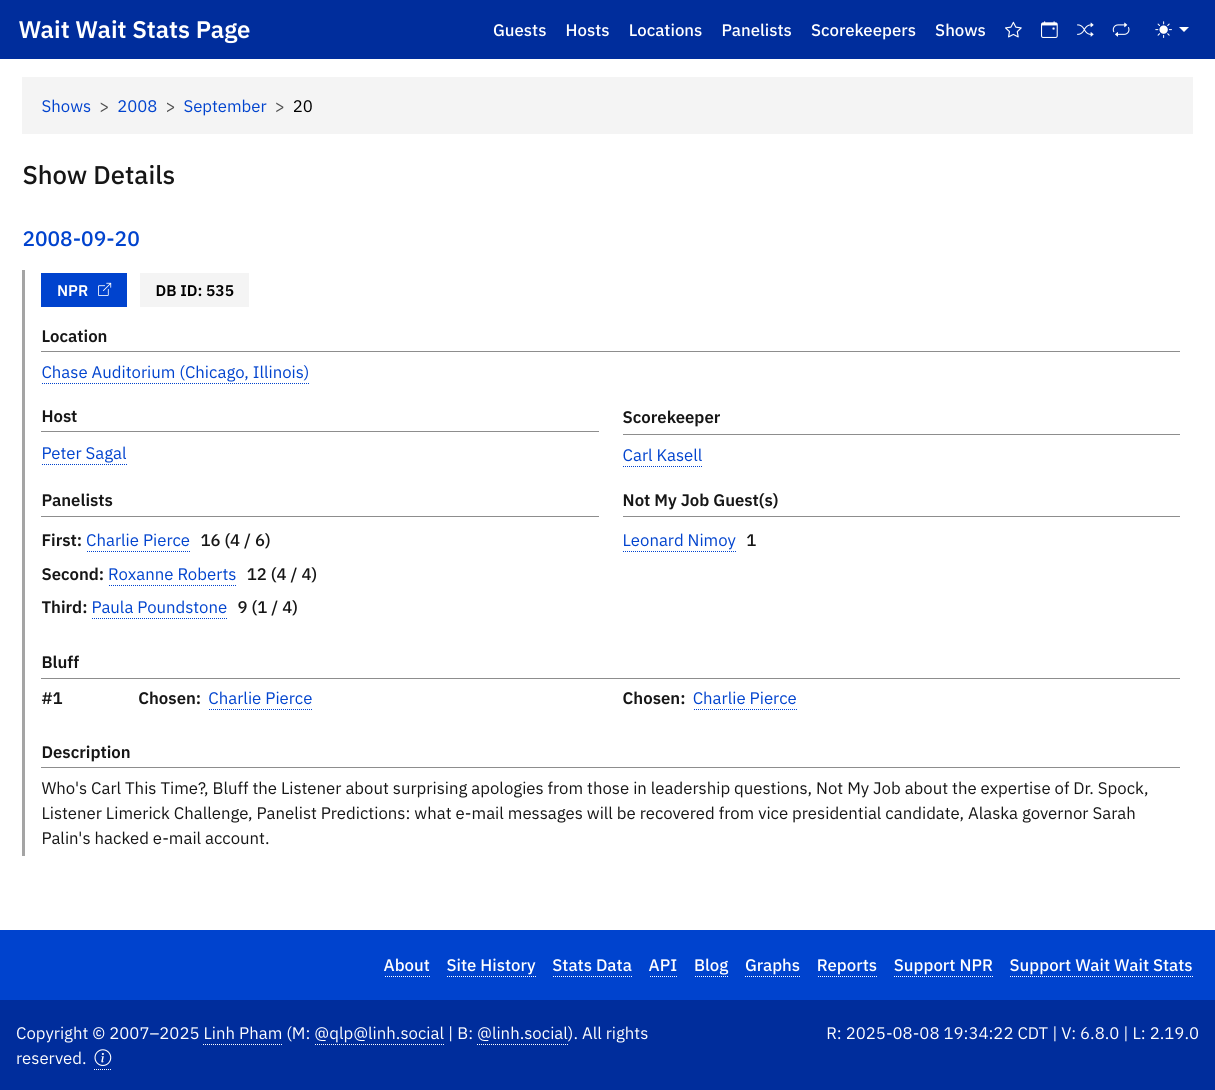 Wait Wait Stats Page
Guests Hosts Locations Panelists Scorekeepers Shows
Shows > 2008 > September > 20
Show Details
2008-09-20
NPR
DB ID: 535
Location
Chase Auditorium (Chicago, Illinois)
Host
Peter Sagal
Scorekeeper
Carl Kasell
Panelists
First: Charlie Pierce 16 (4 / 6)
Second: Roxanne Roberts 12 (4 / 4)
Third: Paula Poundstone 9 (1 / 4)
Not My Job Guest(s)
Leonard Nimoy 1
Bluff
#1 Chosen: Charlie Pierce Chosen: Charlie Pierce
Description
Who's Carl This Time?, Bluff the Listener about surprising apologies from those in leadership questions, Not My Job about the expertise of Dr. Spock,
Listener Limerick Challenge, Panelist Predictions: what e-mail messages will be recovered from vice presidential candidate, Alaska governor Sarah
Palin's hacked e-mail account.
About Site History Stats Data API Blog Graphs Reports Support NPR Support Wait Wait Stats
Copyright © 2007–2025 Linh Pham (M: @qlp@linh.social | B: @linh.social). All rights
reserved.
R: 2025-08-08 19:34:22 CDT | V: 6.8.0 | L: 2.19.0